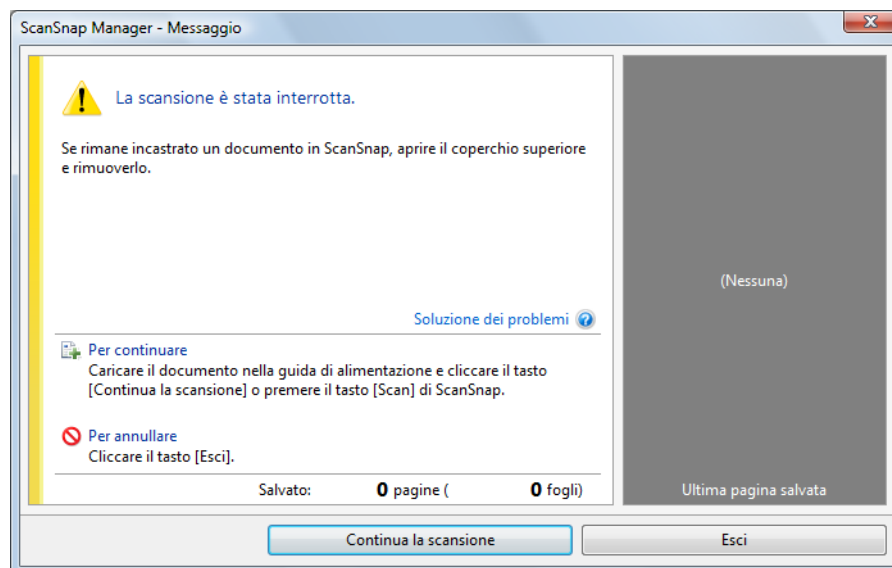 ScanSnap Manager - Messaggio
La scansione è stata interrotta.
Se rimane incastrato un documento in ScanSnap, aprire il coperchio superiore
e rimuoverlo.
(Nessuna)
Soluzione dei problemi
Per continuare
Caricare il documento nella guida di alimentazione e cliccare il tasto
[Continua la scansione] o premere il tasto [Scan] di ScanSnap.
Per annullare
Cliccare il tasto [Esci].
Salvato: 0 pagine ( 0 fogli)
Ultima pagina salvata
Continua la scansione
Esci